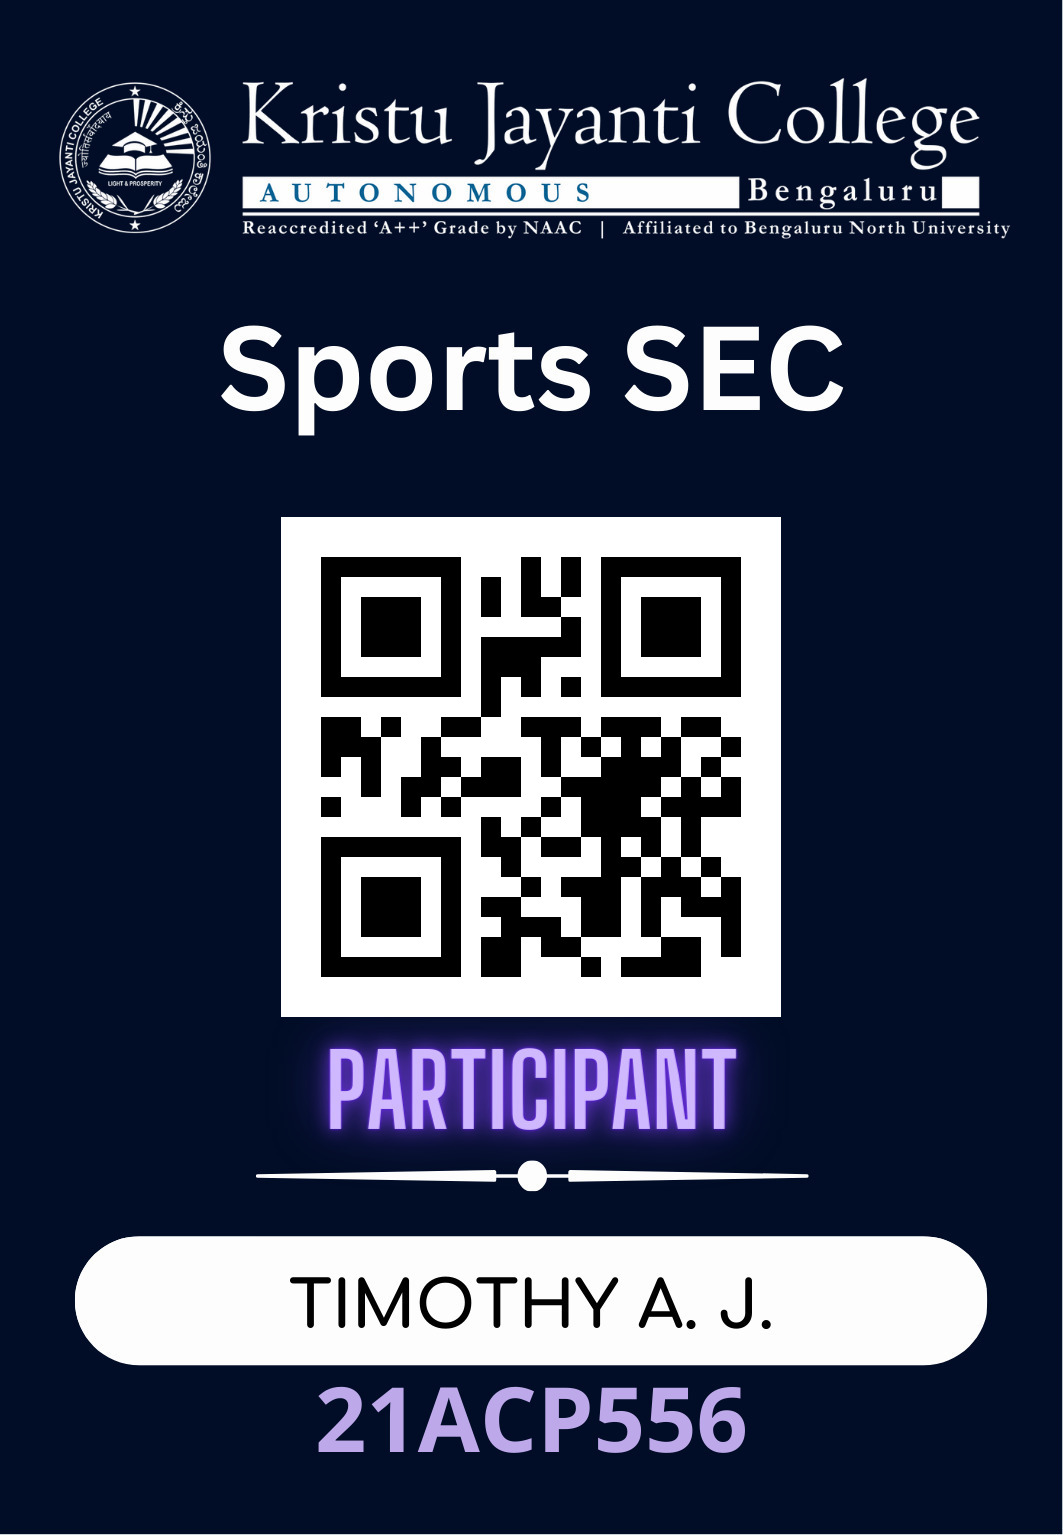 Kristu Jayanti College
AUTONOMOUS Bengaluru
Reaccredited ‘A++’ Grade by NAAC | Affiliated to Bengaluru North University
KRISTU JAYANTI COLLEGE
LIGHT & PROSPERITY
Sports SEC
PARTICIPANT
TIMOTHY A. J.
21ACP556